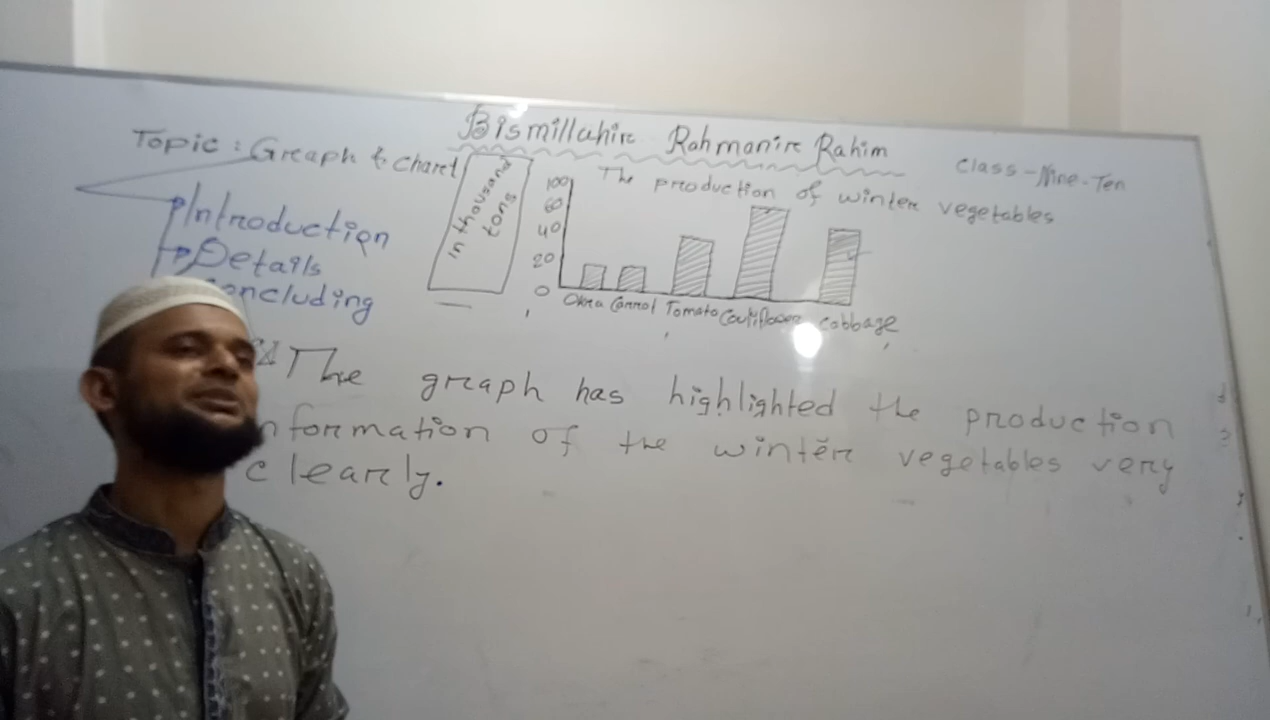 Bismillahir Rahmanir Rahim
Topic: Graph & chart
Class-Nine-Ten
Introduction
Details
oncluding
in thousand
tons
The production of winter vegetables
100
60
40
20
0
Okra Carrot Tomato Cauliflower Cabbage
The graph has highlighted the production
nformation of the winter vegetables very
clearly.